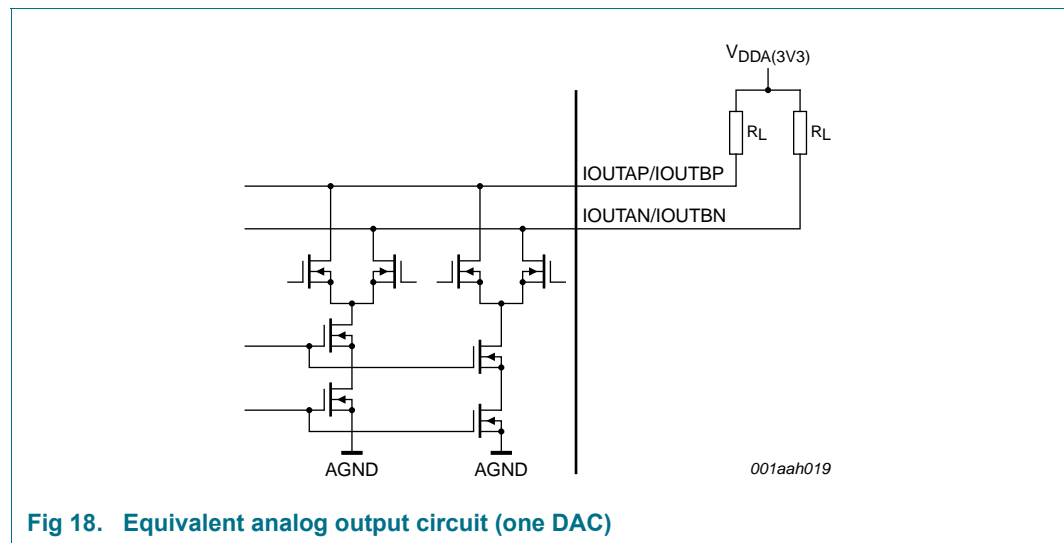 VDDA(3V3)
RL
RL
IOUTAP/IOUTBP
IOUTAN/IOUTBN
AGND
AGND
001aah019
Fig 18. Equivalent analog output circuit (one DAC)